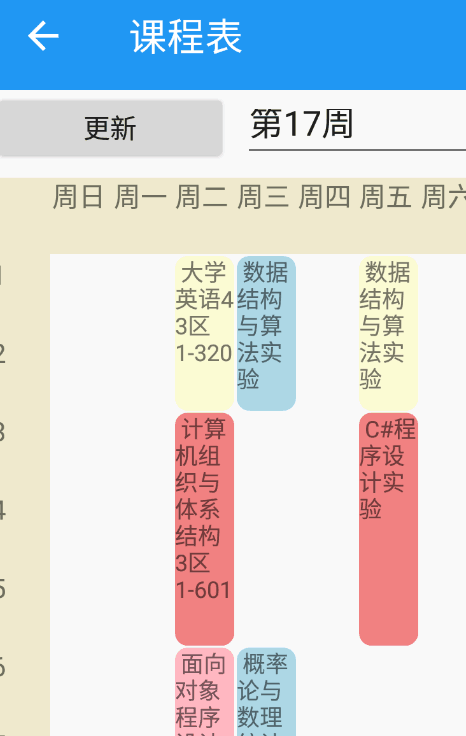 课程表
更新
第17周
周日 周一 周二 周三 周四 周五 周六
大学
英语4
3区
1-320
数据
结构
与算
法实
验
数据
结构
与算
法实
验
2
3
计算
机组
织与
体系
结构
3区
1-601
C#程
序设
计实
验
4
5
6
面向
对象
程序
概率
论与
数理